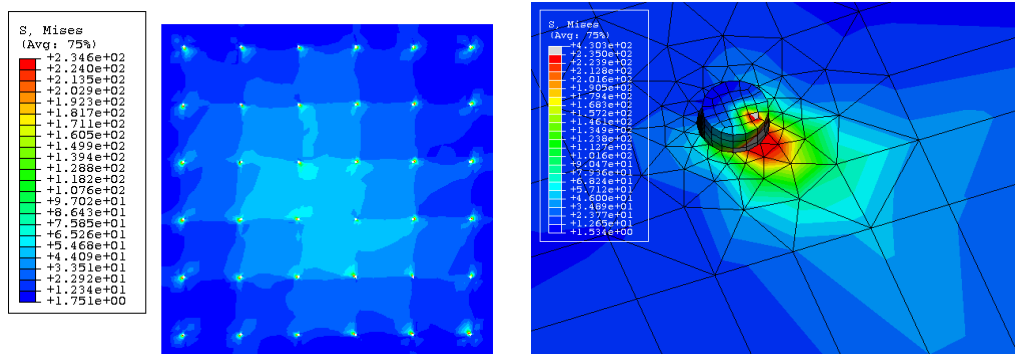 S, Mises
(Avg: 75%)
+2.346e+02
+2.240e+02
+2.135e+02
+2.029e+02
+1.923e+02
+1.817e+02
+1.711e+02
+1.605e+02
+1.499e+02
+1.394e+02
+1.288e+02
+1.182e+02
+1.076e+02
+9.702e+01
+8.643e+01
+7.585e+01
+6.526e+01
+5.468e+01
+4.409e+01
+3.351e+01
+2.292e+01
+1.234e+01
+1.751e+00
S, Mises
(Avg: 75%)
+4.303e+02
+2.350e+02
+2.239e+02
+2.128e+02
+2.016e+02
+1.905e+02
+1.794e+02
+1.683e+02
+1.572e+02
+1.461e+02
+1.349e+02
+1.238e+02
+1.127e+02
+1.016e+02
+9.047e+01
+7.936e+01
+6.824e+01
+5.712e+01
+4.600e+01
+3.489e+01
+2.377e+01
+1.265e+01
+1.534e+00